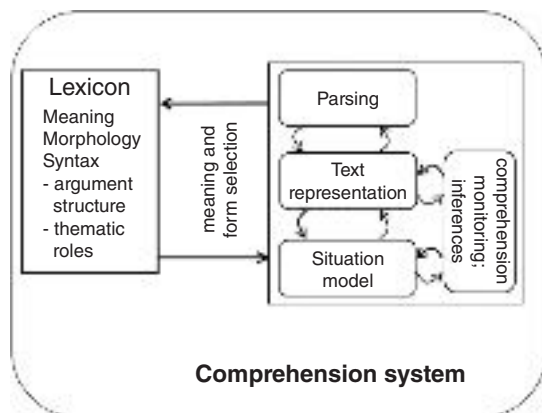 Lexicon
Meaning
Morphology
Syntax
- argument
structure
- thematic
roles
meaning and
form selection
Parsing
Text
representation
Situation
model
comprehension
monitoring;
inferences
Comprehension system